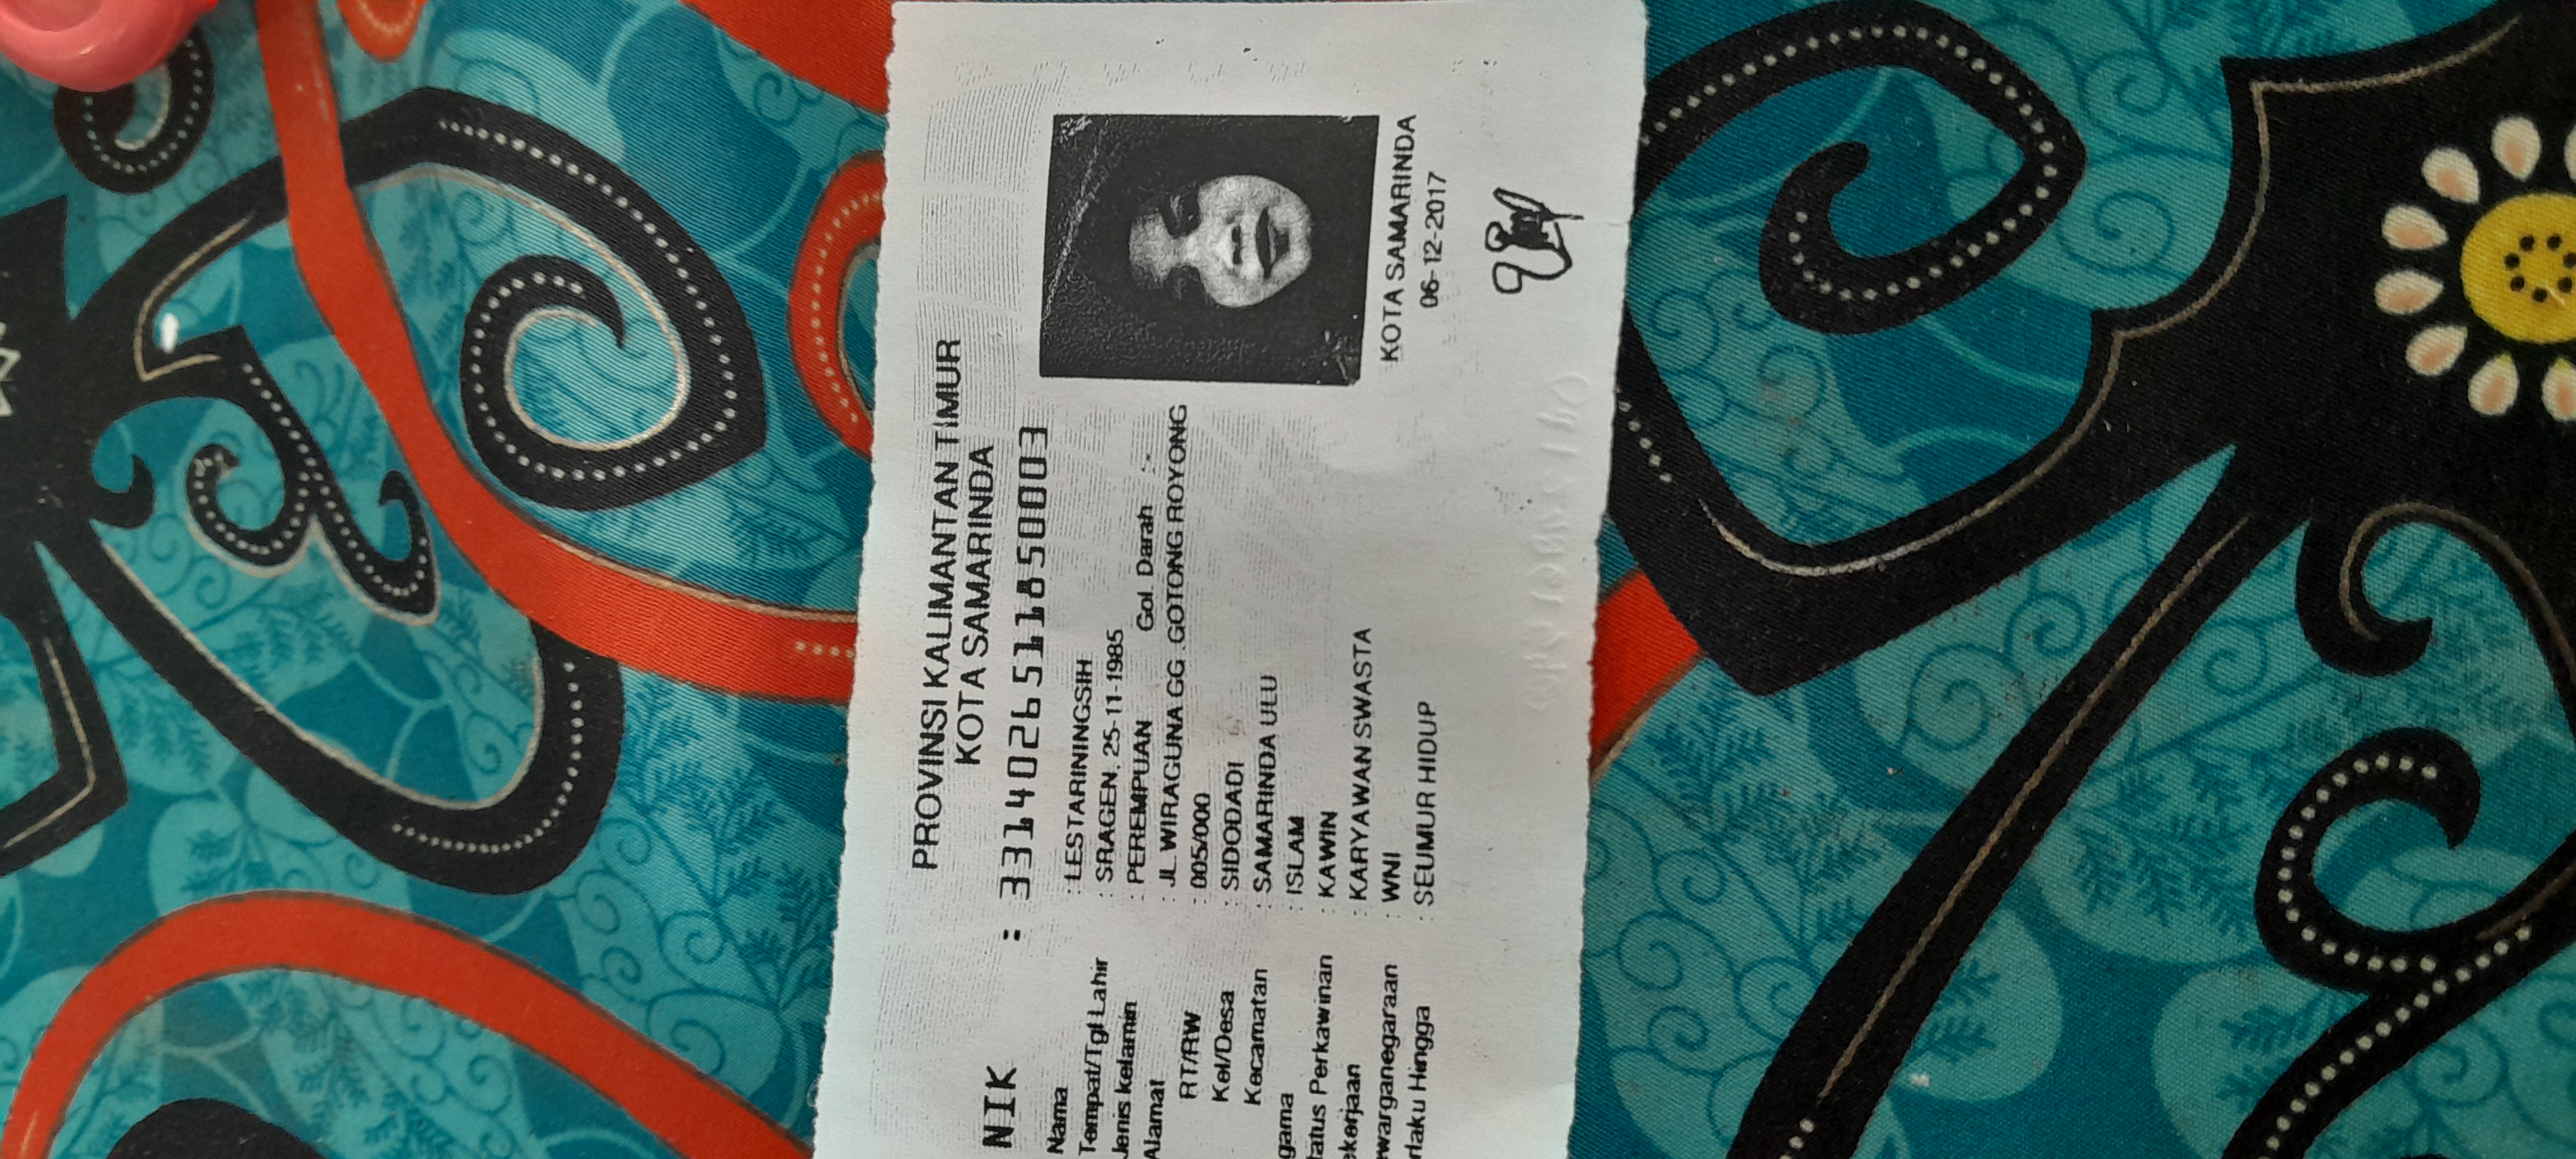 PROVINSI KALIMANTAN TIMUR
KOTA SAMARINDA
NIK : 3314026511850003
Nama : LESTARININGSIH
Tempat/Tgl Lahir : SRAGEN, 25-11-1985
Jenis kelamin : PEREMPUAN Gol. Darah :-
Alamat : JL. WIRAGUNA GG. GOTONG ROYONG
RT/RW : 005/000
Kel/Desa : SIDODADI
Kecamatan : SAMARINDA ULU
gama : ISLAM
tatus Perkawinan : KAWIN
ekerjaan : KARYAWAN SWASTA
ewarganegaraan : WNI
rlaku Hingga : SEUMUR HIDUP
KOTA SAMARINDA
06-12-2017